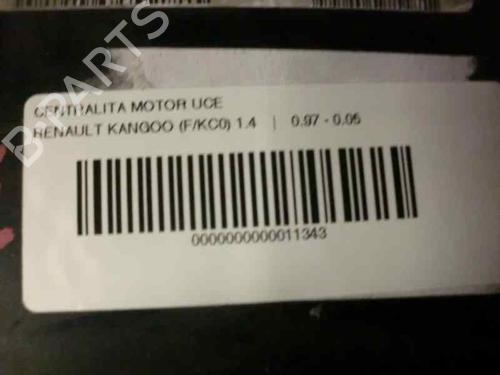 CENTRALITA MOTOR UCE
RENAULT KANGOO (F/KC0) 1.4 | 0.97 - 0.05
0000000000011343
B-PARTS